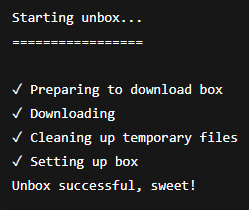 Starting unbox...
=================
✓ Preparing to download box
✓ Downloading
✓ Cleaning up temporary files
✓ Setting up box
Unbox successful, sweet!